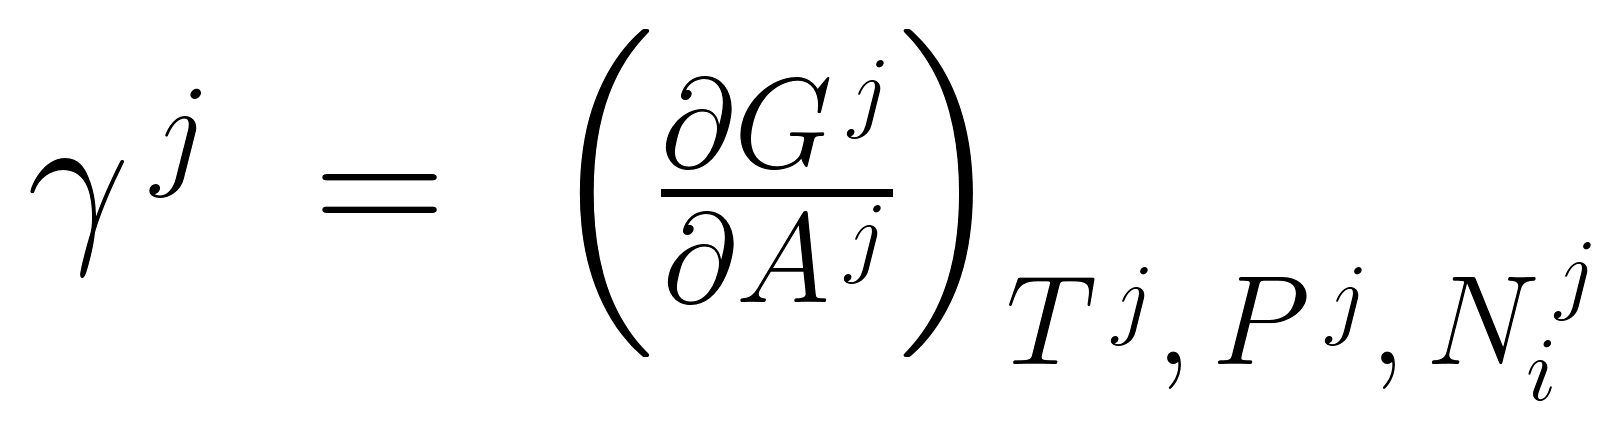 γ^j = (∂G^j / ∂A^j)_{T^j, P^j, N_i^j}